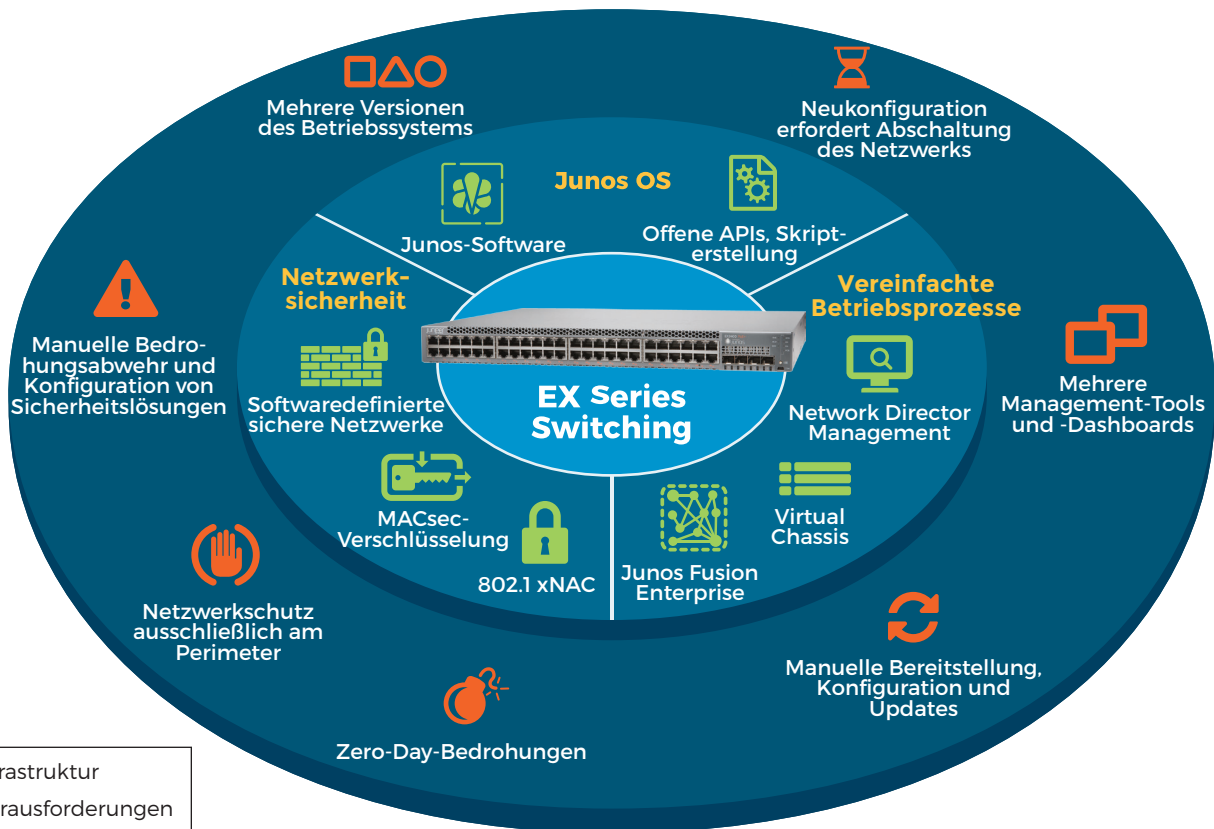 Mehrere Versionen
des Betriebssystems
Neukonfiguration
erfordert Abschaltung
des Netzwerks
Junos OS
Junos-Software
Offene APIs, Skript-
erstellung
Netzwerk-
sicherheit
Vereinfachte
Betriebsprozesse
Manuelle Bedro-
hungsabwehr und
Konfiguration von
Sicherheitslösungen
Softwaredefinierte
sichere Netzwerke
EX Series
Switching
Network Director
Management
Mehrere
Management-Tools
und -Dashboards
MACsec-
Verschlüsselung
802.1 xNAC
Junos Fusion
Enterprise
Virtual
Chassis
Netzwerkschutz
ausschließlich am
Perimeter
Manuelle Bereitstellung,
Konfiguration und
Updates
Zero-Day-Bedrohungen
rastruktur
rausforderungen